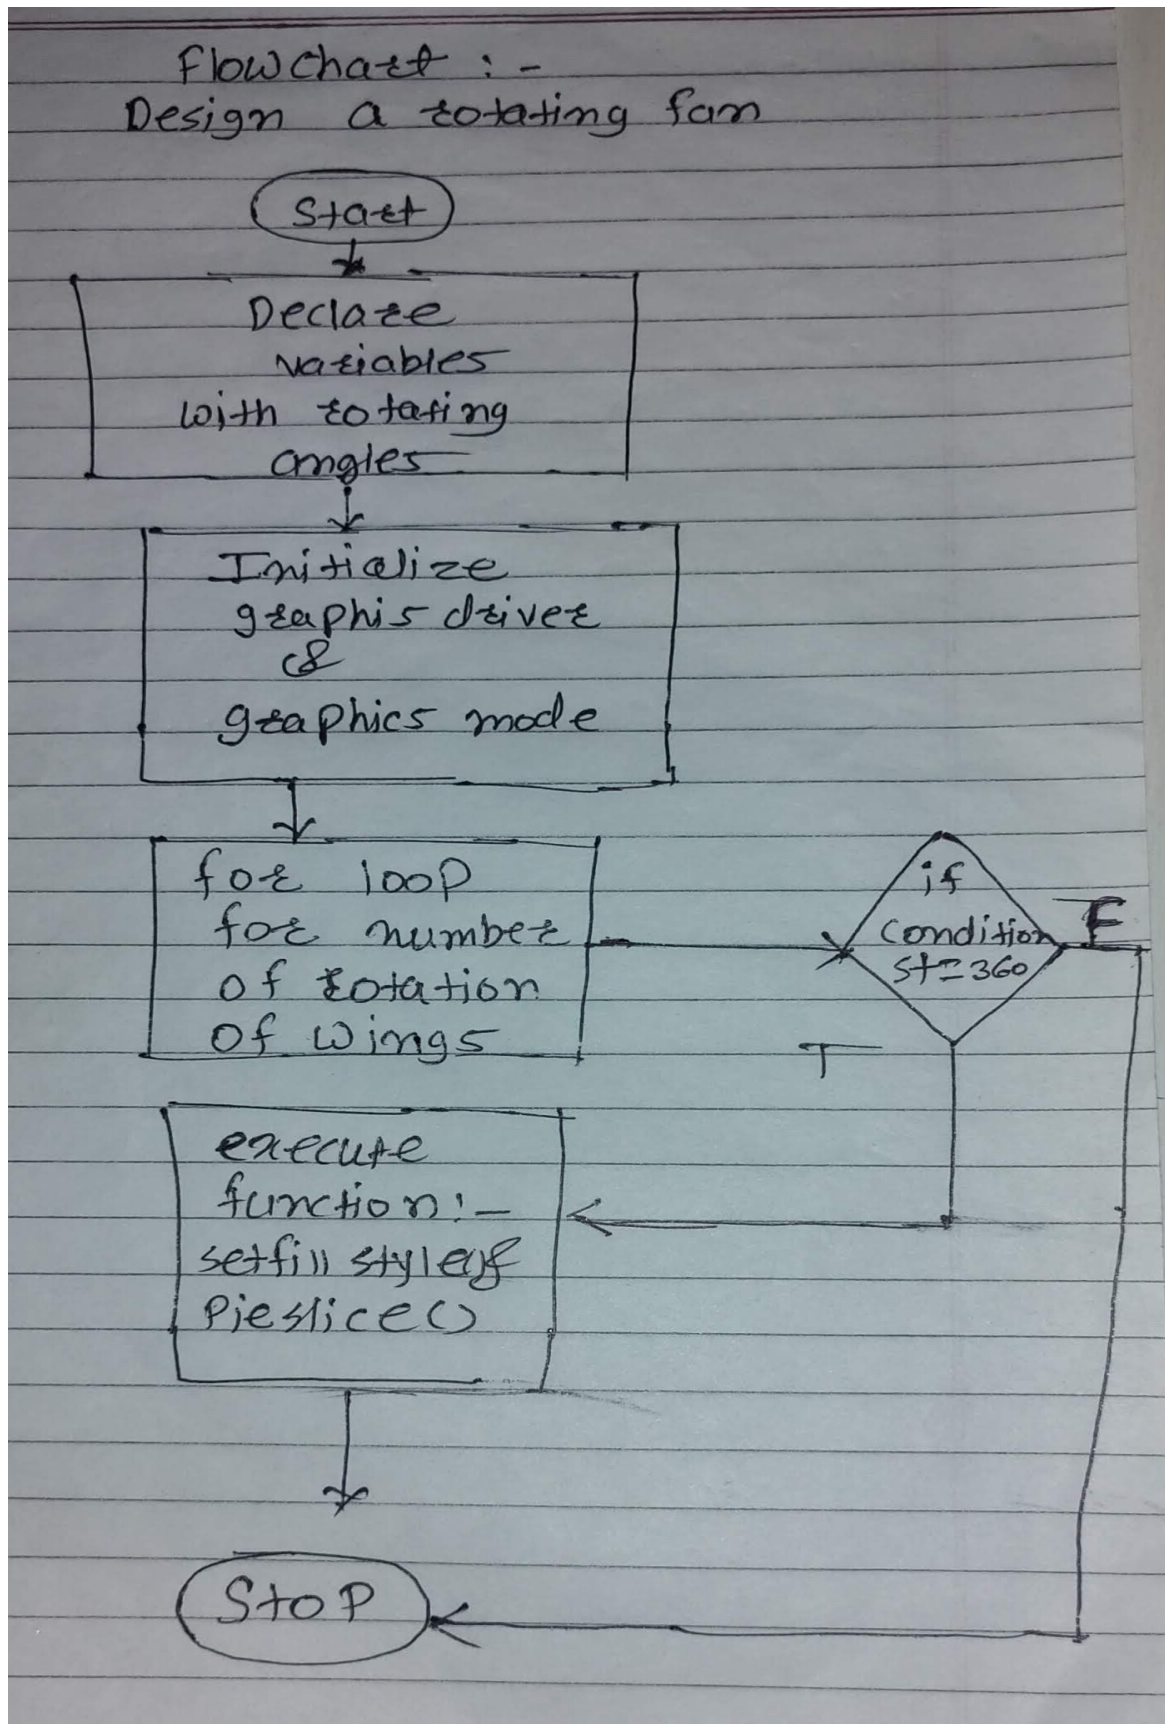 Flowchart : -
Design a rotating fan
Start
Declare
variables
with rotating
angles
Initialize
graphis driver
&
graphics mode
for loop
for number
of rotation
of wings
if
condition
st=360
F
T
execute
function:-
setfill style
Pieslice()
Stop